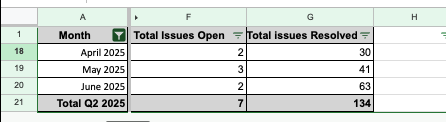 A F G H
1 Month Total Issues Open Total issues Resolved
18 April 2025 2 30
19 May 2025 3 41
20 June 2025 2 63
21 Total Q2 2025 7 134